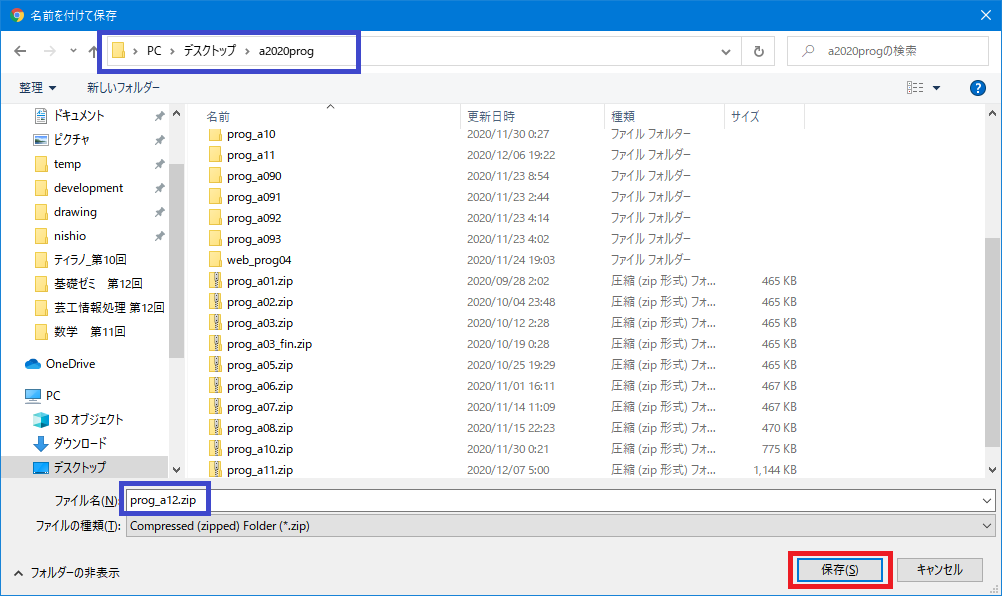 名前を付けて保存
PC › デスクトップ › a2020prog
a2020progの検索
整理 新しいフォルダー
ドキュメント
ピクチャ
temp
development
drawing
nishio
ティラノ_第10回
基礎ゼミ　第12回
芸工情報処理 第12回
数学　第11回
OneDrive
PC
3D オブジェクト
ダウンロード
デスクトップ
名前 更新日時 種類 サイズ
prog_a10 2020/11/30 0:27 ファイル フォルダー
prog_a11 2020/12/06 19:22 ファイル フォルダー
prog_a090 2020/11/23 8:54 ファイル フォルダー
prog_a091 2020/11/23 2:44 ファイル フォルダー
prog_a092 2020/11/23 4:14 ファイル フォルダー
prog_a093 2020/11/23 4:02 ファイル フォルダー
web_prog04 2020/11/24 19:03 ファイル フォルダー
prog_a01.zip 2020/09/28 2:02 圧縮 (zip 形式) フォ... 465 KB
prog_a02.zip 2020/10/04 23:48 圧縮 (zip 形式) フォ... 465 KB
prog_a03.zip 2020/10/12 2:28 圧縮 (zip 形式) フォ... 465 KB
prog_a03_fin.zip 2020/10/19 0:28 圧縮 (zip 形式) フォ... 465 KB
prog_a05.zip 2020/10/25 19:29 圧縮 (zip 形式) フォ... 465 KB
prog_a06.zip 2020/11/01 16:11 圧縮 (zip 形式) フォ... 467 KB
prog_a07.zip 2020/11/14 11:09 圧縮 (zip 形式) フォ... 467 KB
prog_a08.zip 2020/11/15 22:23 圧縮 (zip 形式) フォ... 470 KB
prog_a10.zip 2020/11/30 0:21 圧縮 (zip 形式) フォ... 775 KB
prog_a11.zip 2020/12/07 5:00 圧縮 (zip 形式) フォ... 1,144 KB
ファイル名(N): prog_a12.zip
ファイルの種類(T): Compressed (zipped) Folder (*.zip)
フォルダーの非表示 保存(S) キャンセル